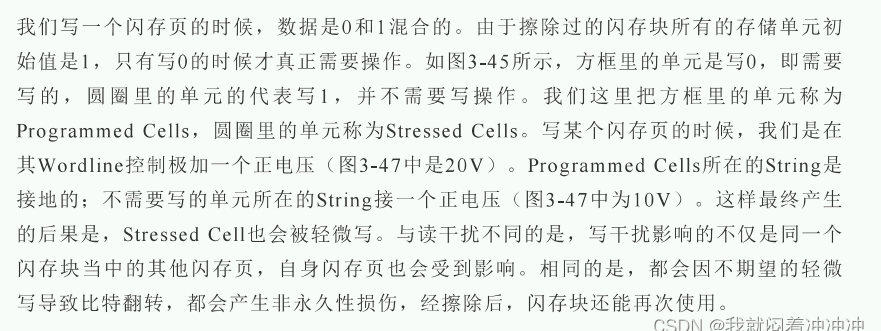 我们写一个闪存页的时候，数据是0和1混合的。由于擦除过的闪存块所有的存储单元初
始值是1，只有写0的时候才真正需要操作。如图3-45所示，方框里的单元是写0，即需要
写的，圆圈里的单元的代表写1，并不需要写操作。我们这里把方框里的单元称为
Programmed Cells，圆圈里的单元称为Stressed Cells。写某个闪存页的时候，我们是在
其Wordline控制极加一个正电压（图3-47中是20V）。Programmed Cells所在的String是
接地的；不需要写的单元所在的String接一个正电压（图3-47中为10V）。这样最终产生
的后果是，Stressed Cell也会被轻微写。与读干扰不同的是，写干扰影响的不仅是同一个
闪存块当中的其他闪存页，自身闪存页也会受到影响。相同的是，都会因不期望的轻微
写导致比特翻转，都会产生非永久性损伤，经擦除后，闪存块还能再次使用。
CSDN @我就闷着冲冲冲